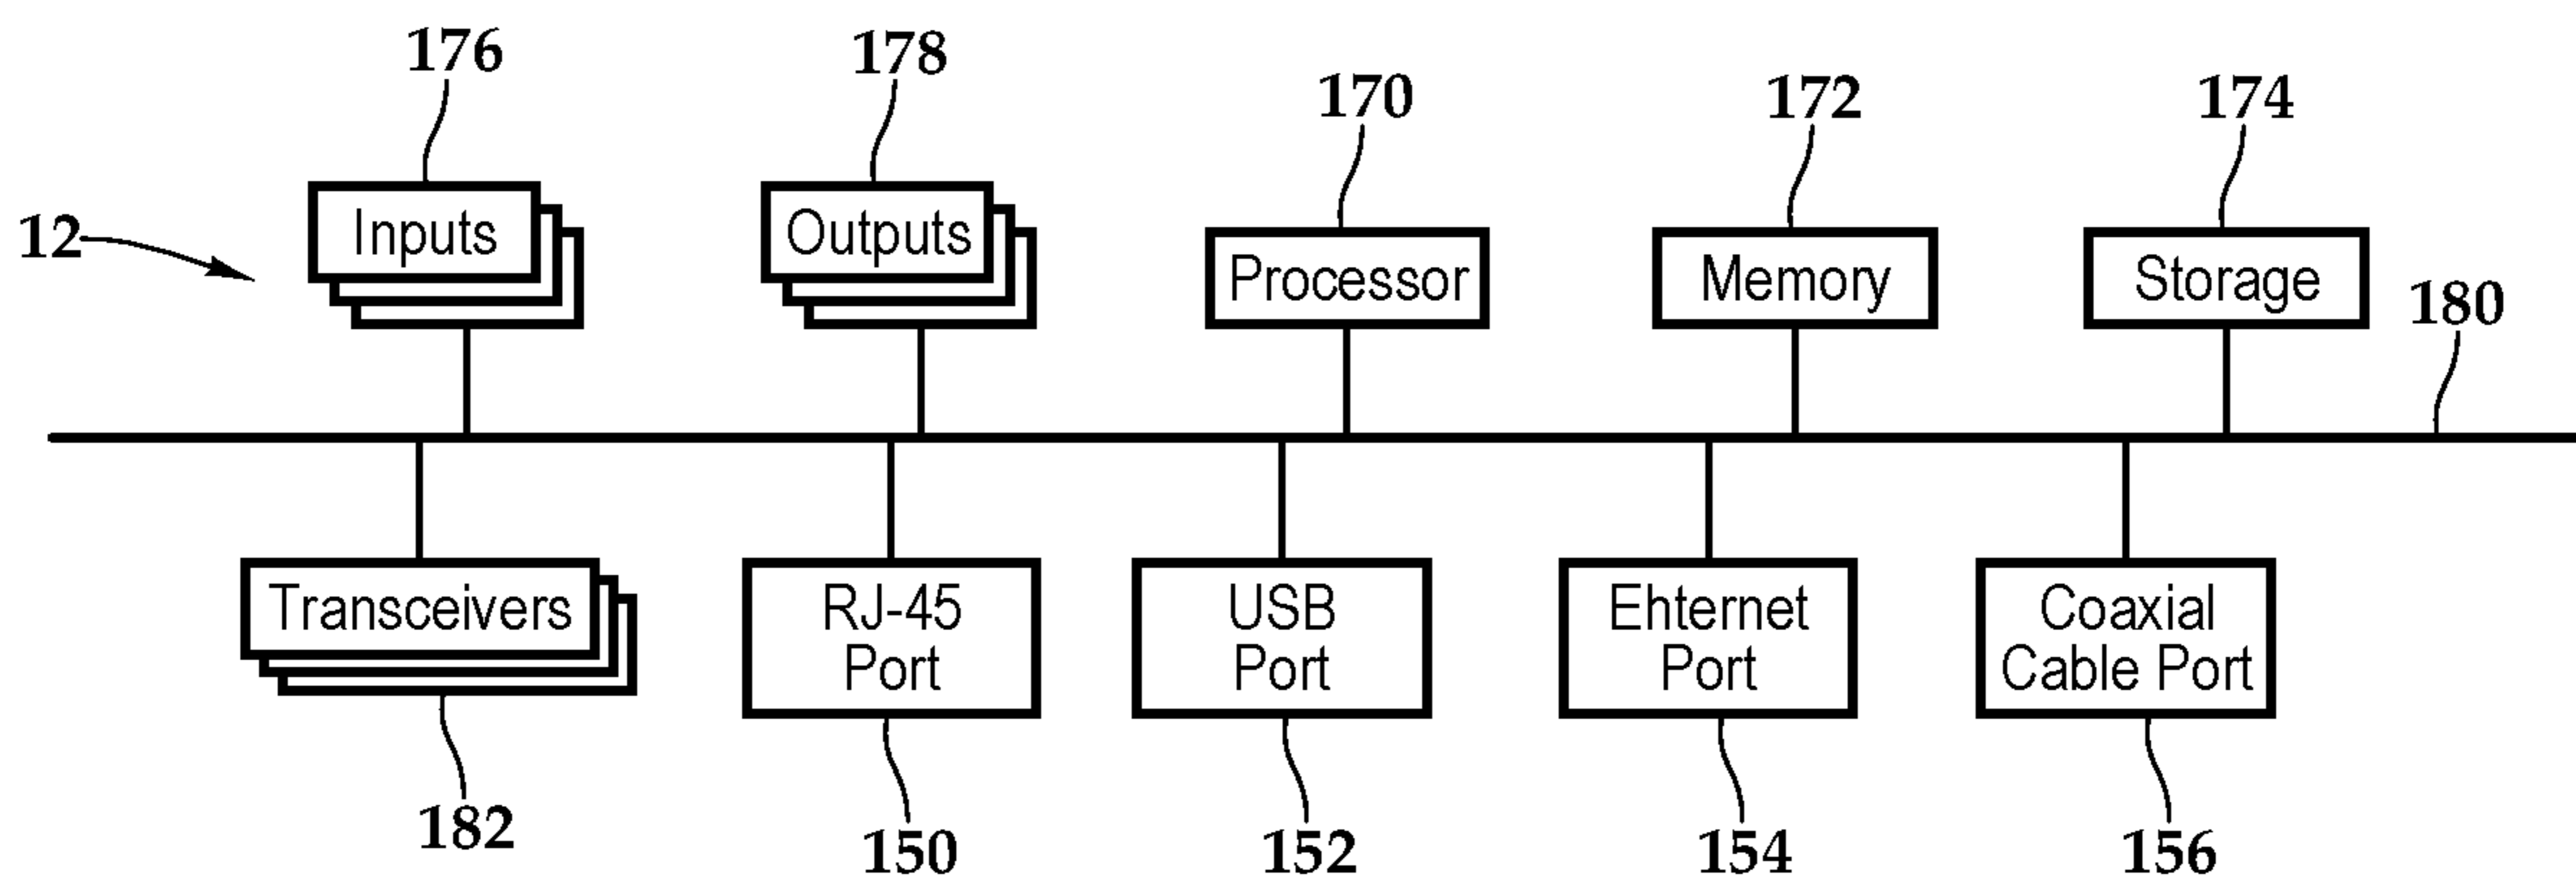 176
178
170
172
174
12
Inputs
Outputs
Processor
Memory
Storage
180
Transceivers
RJ-45
Port
USB
Port
Ehternet
Port
Coaxial
Cable Port
182
150
152
154
156